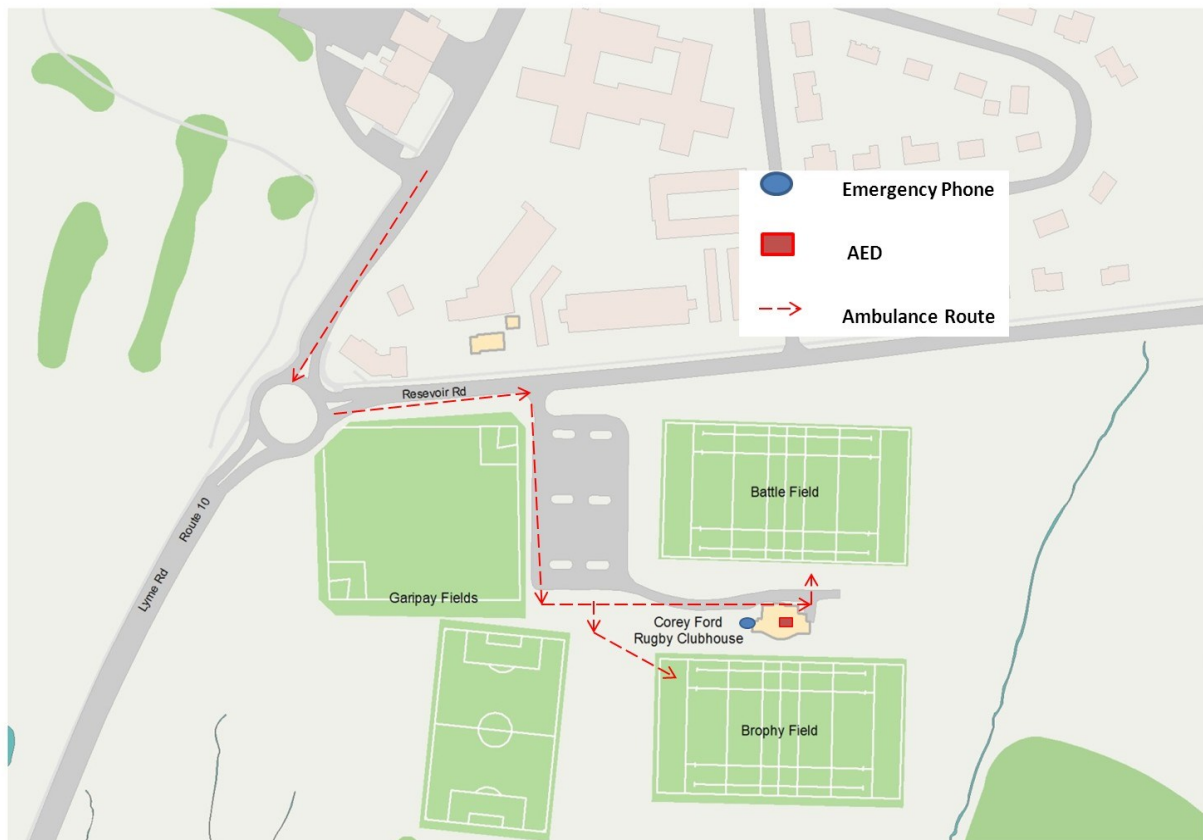 Emergency Phone
AED
Ambulance Route
Resevoir Rd
Battle Field
Lyme Rd
Route 10
Garipay Fields
Corey Ford
Rugby Clubhouse
Brophy Field